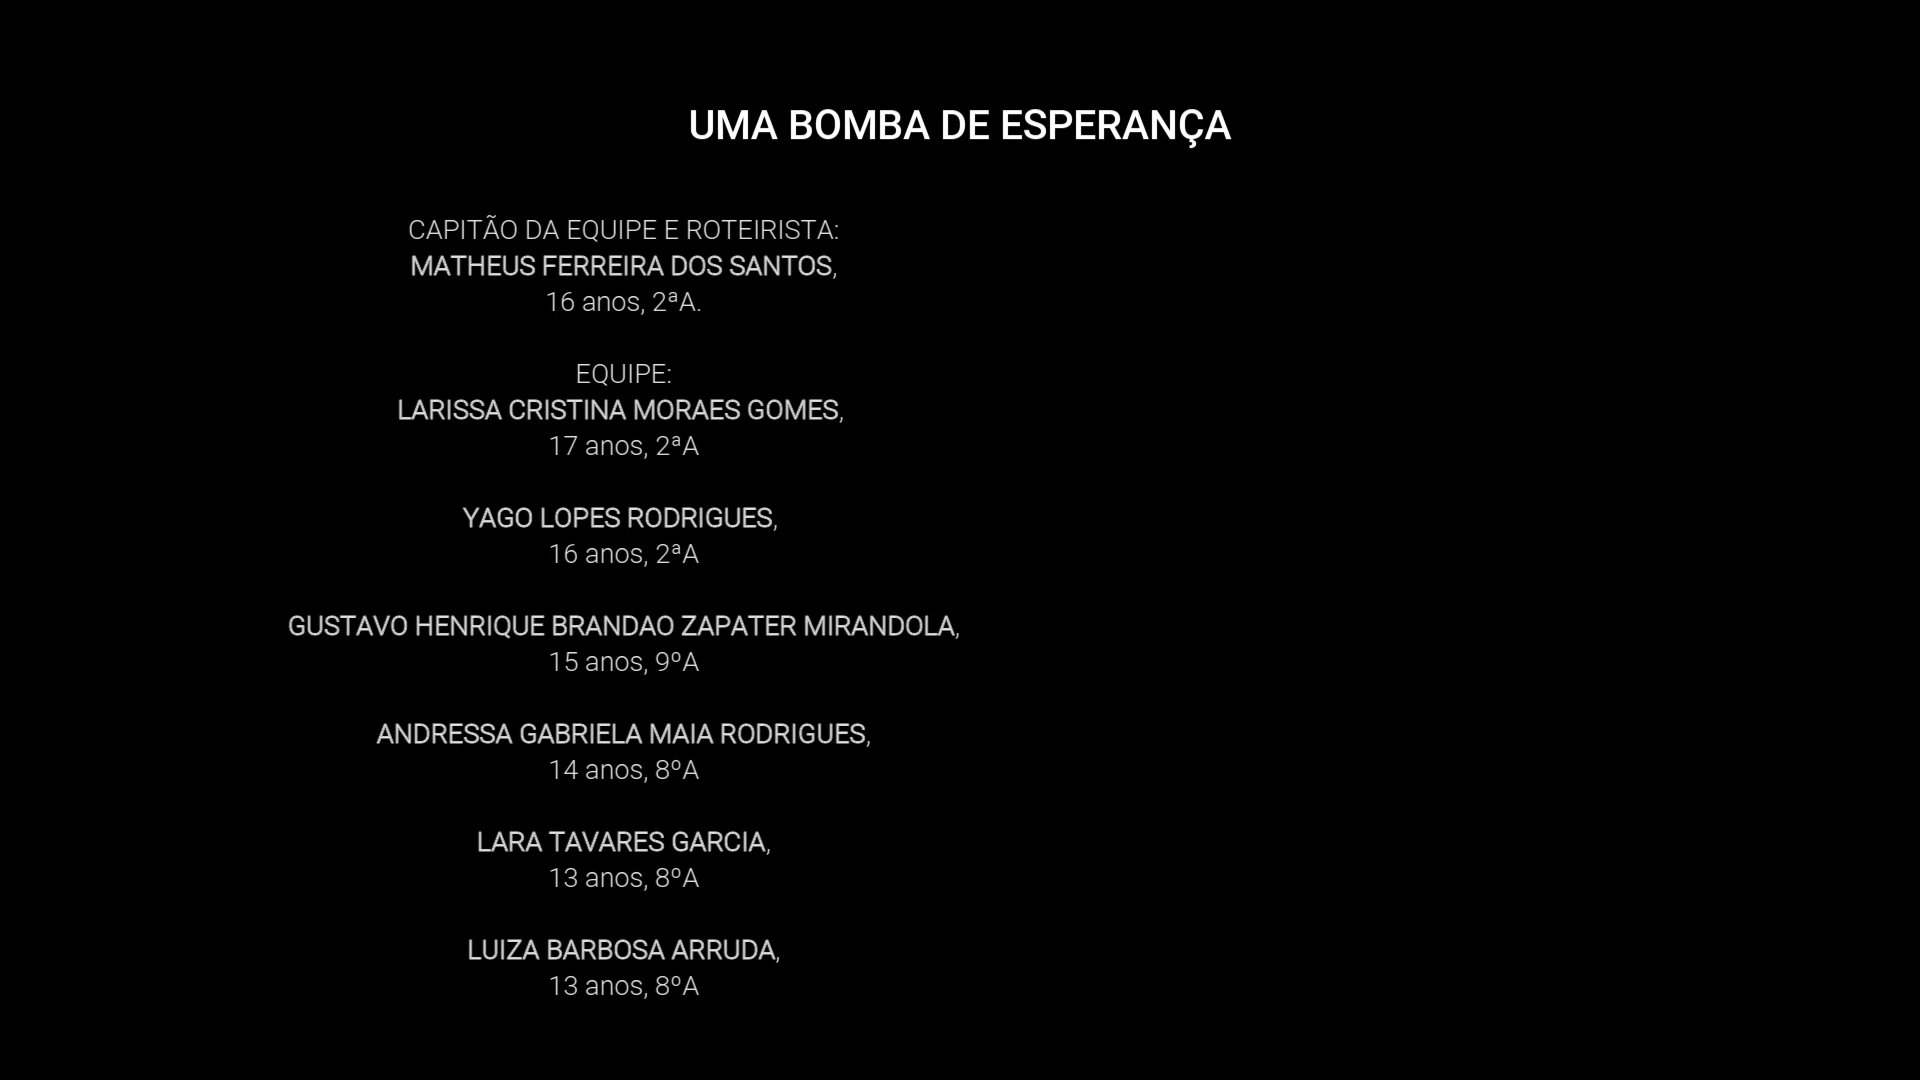 UMA BOMBA DE ESPERANÇA
CAPITÃO DA EQUIPE E ROTEIRISTA:
MATHEUS FERREIRA DOS SANTOS,
16 anos, 2ªA.
EQUIPE:
LARISSA CRISTINA MORAES GOMES,
17 anos, 2ªA
YAGO LOPES RODRIGUES,
16 anos, 2ªA
GUSTAVO HENRIQUE BRANDAO ZAPATER MIRANDOLA,
15 anos, 9ºA
ANDRESSA GABRIELA MAIA RODRIGUES,
14 anos, 8ºA
LARA TAVARES GARCIA,
13 anos, 8ºA
LUIZA BARBOSA ARRUDA,
13 anos, 8ºA